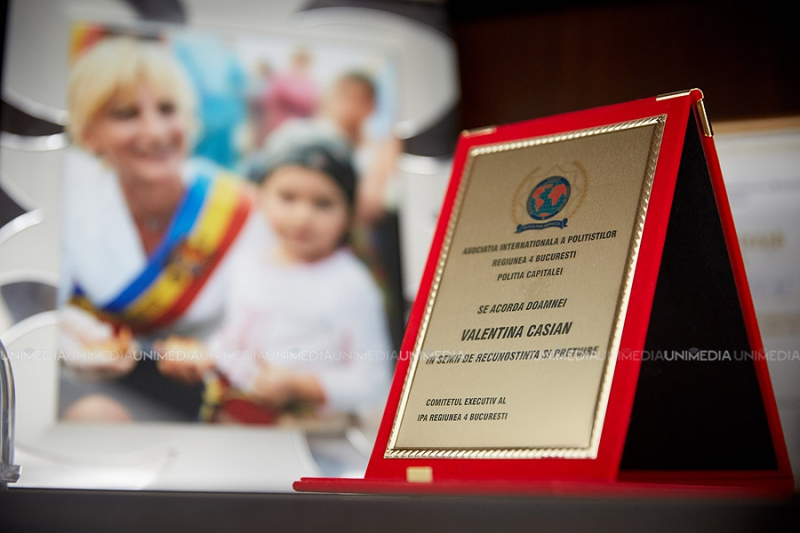 ASOCIATIA INTERNATIONALA A POLITISTILOR
REGIUNEA 4 BUCURESTI
POLITIA CAPITALEI
SE ACORDA DOAMNEI
VALENTINA CASIAN
IN SEMN DE RECUNOSTINTA SI PRETUIRE
COMITETUL EXECUTIV AL
IPA REGIUNEA 4 BUCURESTI
UNIMEDIA UNIMEDIA UNIMEDIA UNIMEDIA UNIMEDIA